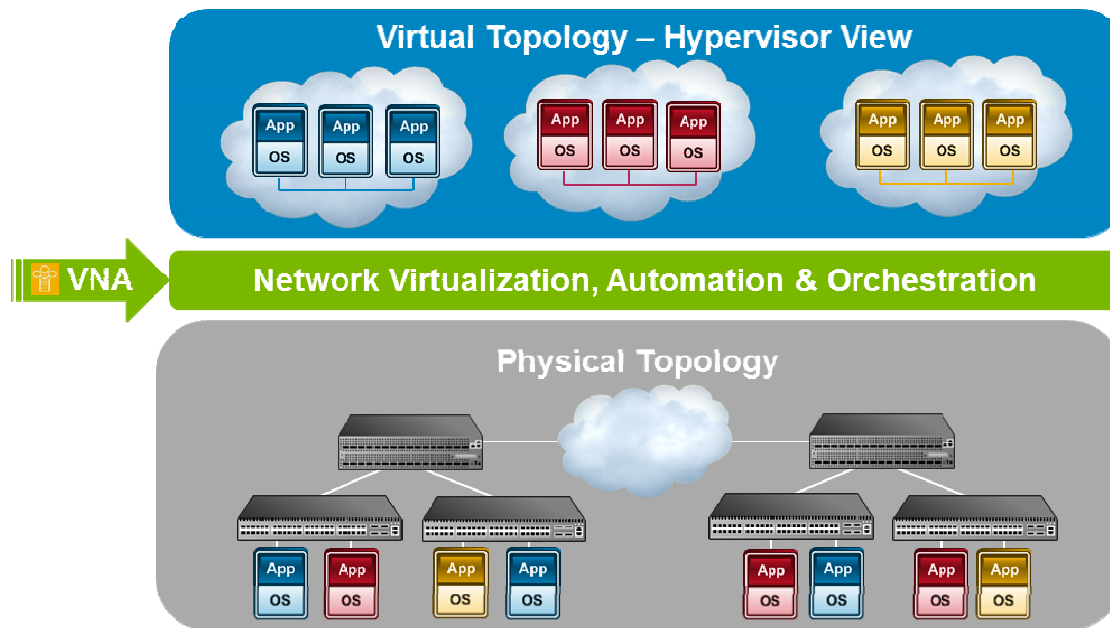 Virtual Topology – Hypervisor View
App App App App App App App App App
OS OS OS OS OS OS OS OS OS
VNA Network Virtualization, Automation & Orchestration
Physical Topology
App App App App App App App App
OS OS OS OS OS OS OS OS